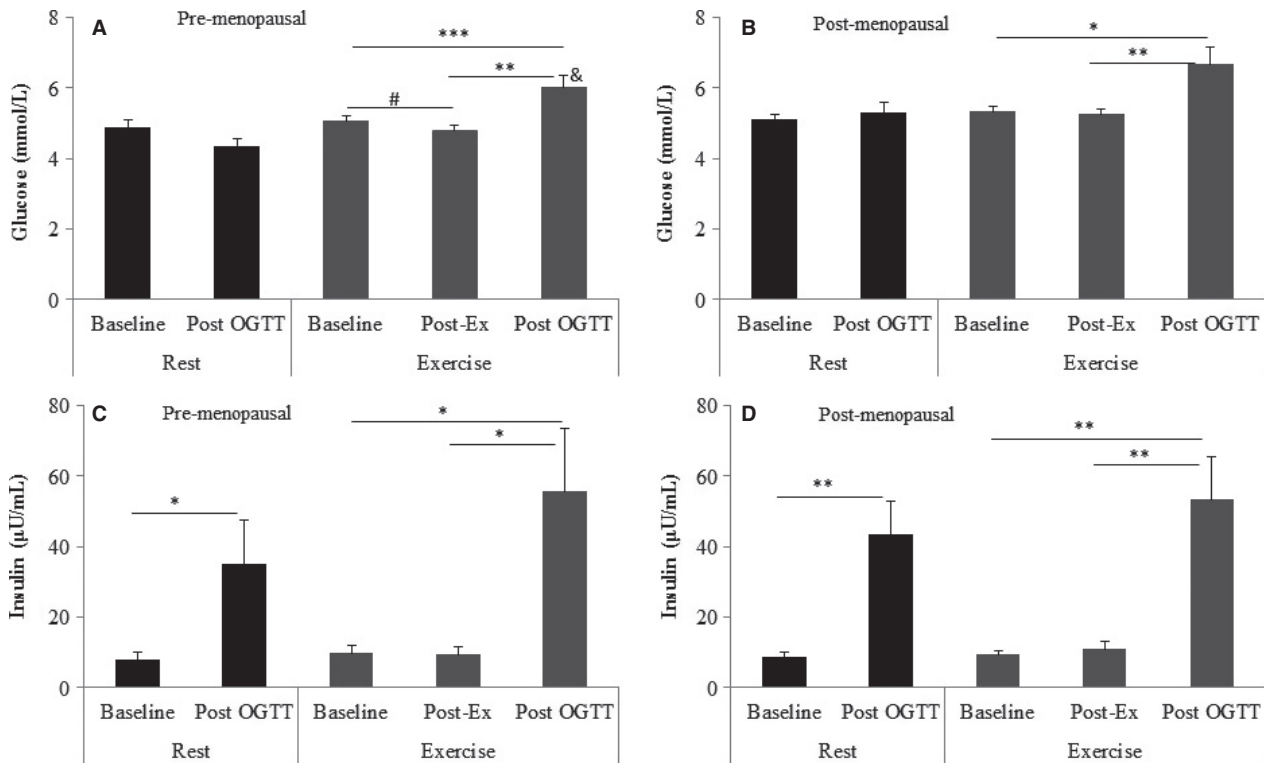 A
Pre-menopausal
Glucose (mmol/L)
8
6
4
2
0
***
**
#
&
Baseline
Post OGTT
Baseline
Post-Ex
Post OGTT
Rest
Exercise
B
Post-menopausal
Glucose (mmol/L)
8
6
4
2
0
*
**
Baseline
Post OGTT
Baseline
Post-Ex
Post OGTT
Rest
Exercise
C
Pre-menopausal
Insulin (µU/mL)
80
60
40
20
0
*
*
*
Baseline
Post OGTT
Baseline
Post-Ex
Post OGTT
Rest
Exercise
D
Post-menopausal
Insulin (µU/mL)
80
60
40
20
0
**
**
**
Baseline
Post OGTT
Baseline
Post-Ex
Post OGTT
Rest
Exercise